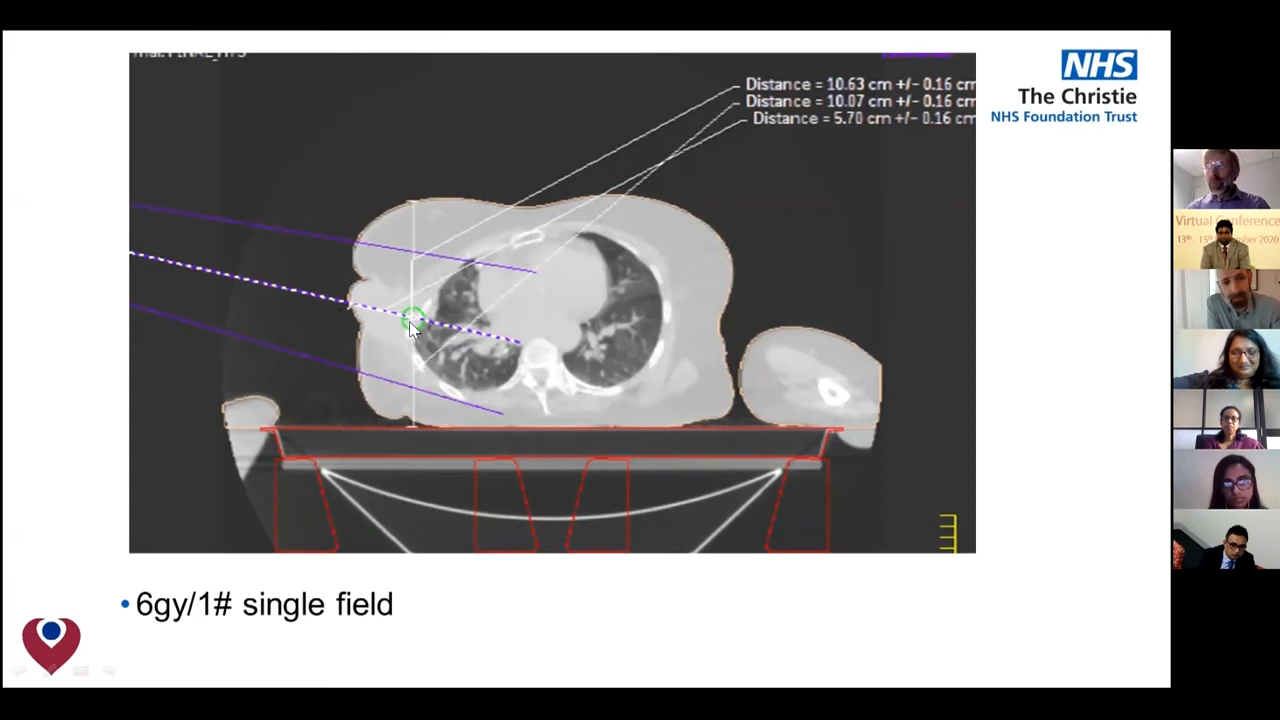 Distance = 10.63 cm +/- 0.16 cm
Distance = 10.07 cm +/- 0.16 cm
Distance = 5.70 cm +/- 0.16 cm
NHS
The Christie
NHS Foundation Trust
Virtual Conference
2020
• 6gy/1# single field